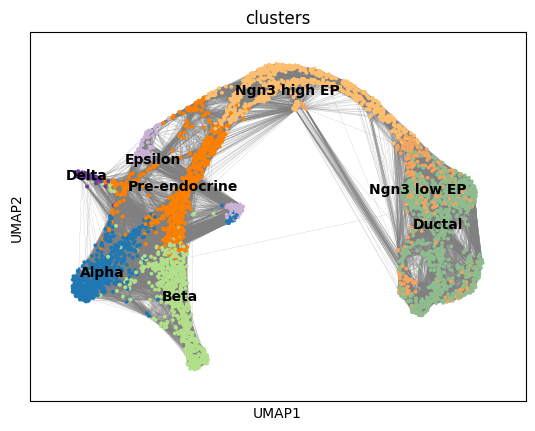 clusters
Ngn3 high EP
Epsilon
Delta
Pre-endocrine
Ngn3 low EP
Ductal
Alpha
Beta
UMAP2
UMAP1